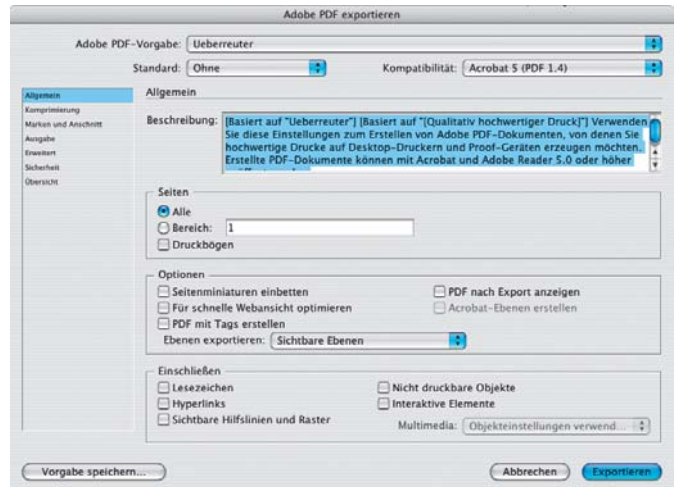 Adobe PDF exportieren
Adobe PDF-Vorgabe: Ueberreuter
Standard: Ohne Kompatibilität: Acrobat 5 (PDF 1.4)
Allgemein
Komprimierung
Marken und Anschnitt
Ausgabe
Erweitert
Sicherheit
Übersicht
Allgemein
Beschreibung: [Basiert auf "Ueberreuter"] [Basiert auf "[Qualitativ hochwertiger Druck]"] Verwenden
Sie diese Einstellungen zum Erstellen von Adobe PDF-Dokumenten, von denen Sie
hochwertige Drucke auf Desktop-Druckern und Proof-Geräten erzeugen möchten.
Erstellte PDF-Dokumente können mit Acrobat und Adobe Reader 5.0 oder höher
Seiten
Alle
Bereich: 1
Druckbögen
Optionen
Seitenminiaturen einbetten PDF nach Export anzeigen
Für schnelle Webansicht optimieren Acrobat-Ebenen erstellen
PDF mit Tags erstellen
Ebenen exportieren: Sichtbare Ebenen
Einschließen
Lesezeichen Nicht druckbare Objekte
Hyperlinks Interaktive Elemente
Sichtbare Hilfslinien und Raster Multimedia: Objekteinstellungen verwend...
Vorgabe speichern... Abbrechen Exportieren